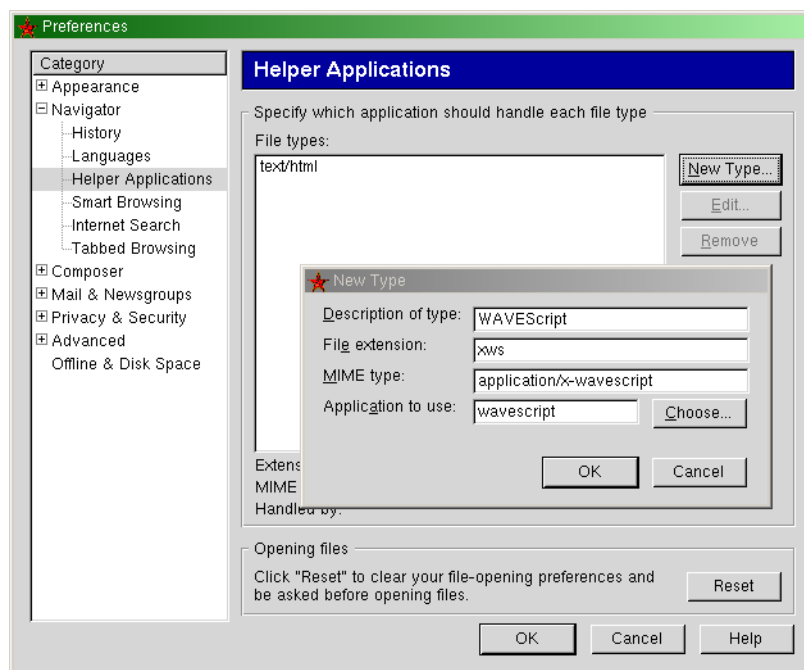 Preferences
Category
Appearance
Navigator
History
Languages
Helper Applications
Smart Browsing
Internet Search
Tabbed Browsing
Composer
Mail & Newsgroups
Privacy & Security
Advanced
Offline & Disk Space
Helper Applications
Specify which application should handle each file type
File types:
text/html
New Type...
Edit...
Remove
New Type
Description of type: WAVEScript
File extension: xws
MIME type: application/x-wavescript
Application to use: wavescript Choose...
OK Cancel
Extens
MIME
Handled by:
Opening files
Click "Reset" to clear your file-opening preferences and
be asked before opening files.
Reset
OK Cancel Help